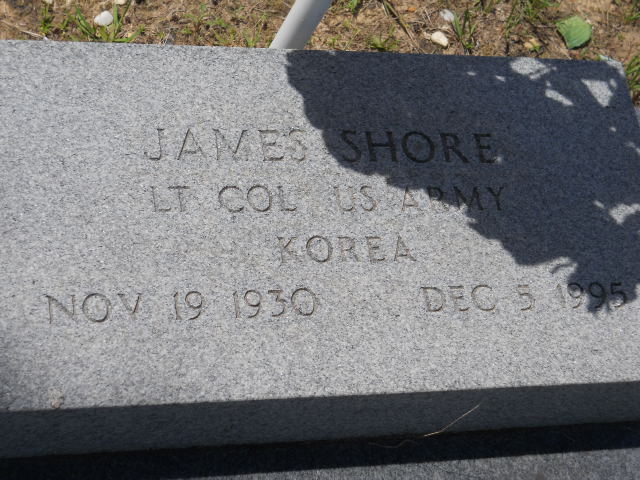 JAMES SHORE
LT COL US ARMY
KOREA
NOV 19 1930 DEC 5 1995